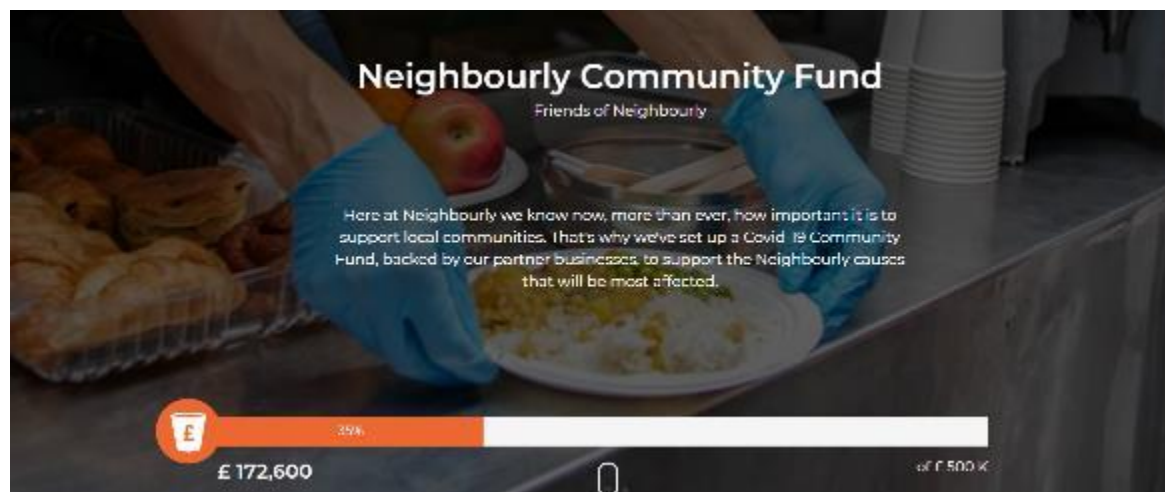 Neighbourly Community Fund
Friends of Neighbourly
Here at Neighbourly we know now, more than ever, how important it is to
support local communities. That's why we've set up a Covid-19 Community
Fund, backed by our partner businesses, to support the Neighbourly causes
that will be most affected.
£
35%
£ 172,600
of £ 500 K